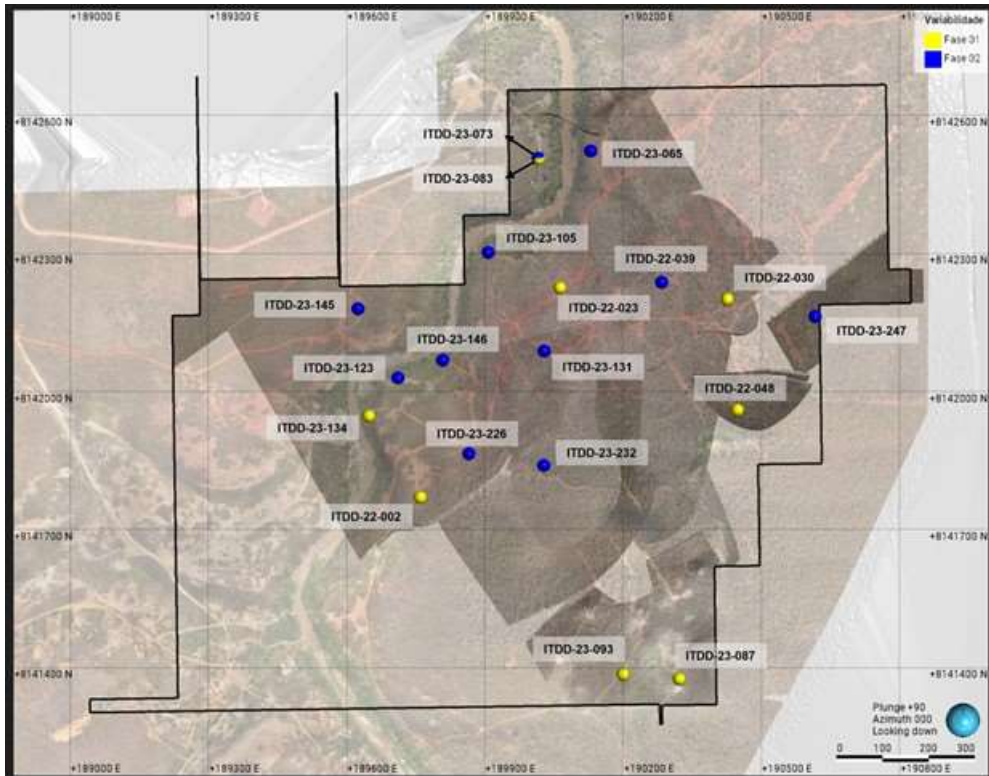 +189000 E
+189300 E
+189600 E
+189900 E
+190200 E
+190500 E
Variabilidade
Fase 01
Fase 02
+8142600 N
+8142600 N
ITDD-23-073
ITDD-23-065
ITDD-23-083
ITDD-23-105
+8142300 N
ITDD-22-039
+8142300 N
ITDD-22-030
ITDD-23-145
ITDD-22-023
ITDD-23-247
ITDD-23-146
ITDD-23-123
ITDD-23-131
+8142000 N
ITDD-22-048
+8142000 N
ITDD-23-134
ITDD-23-226
ITDD-23-232
ITDD-22-002
+8141700 N
+8141700 N
ITDD-23-093
ITDD-23-087
+8141400 N
+8141400 N
Plunge +90
Azimuth 000
Looking down
0 100 200 300
+189000 E
+189300 E
+189600 E
+189900 E
+190200 E
+190500 E
+190800 E